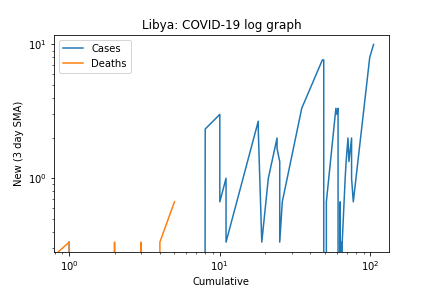 Libya: COVID-19 log graph
Cases
Deaths
New (3 day SMA)
10¹
10⁰
10⁰ 10¹ 10²
Cumulative